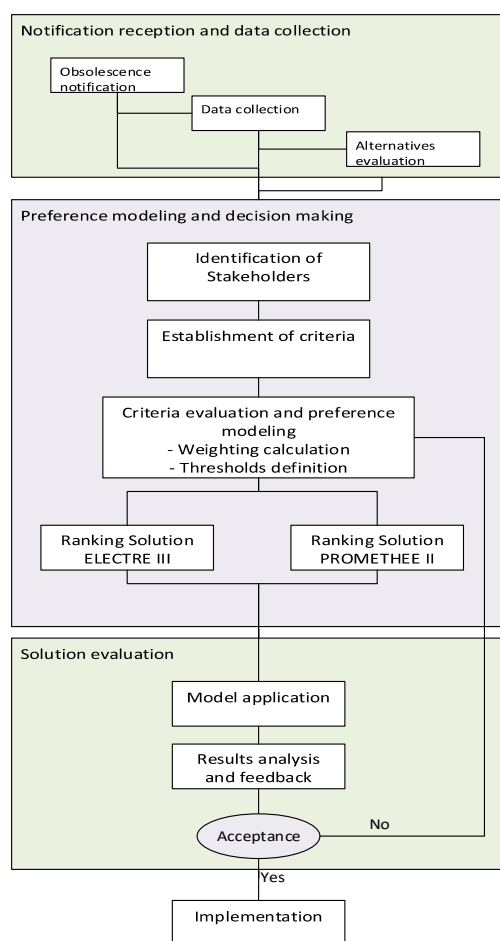 Notification reception and data collection
Obsolescence
notification
Data collection
Alternatives
evaluation
Preference modeling and decision making
Identification of
Stakeholders
Establishment of criteria
Criteria evaluation and preference
modeling
- Weighting calculation
- Thresholds definition
Ranking Solution
ELECTRE III
Ranking Solution
PROMETHEE II
Solution evaluation
Model application
Results analysis
and feedback
Acceptance
No
Yes
Implementation